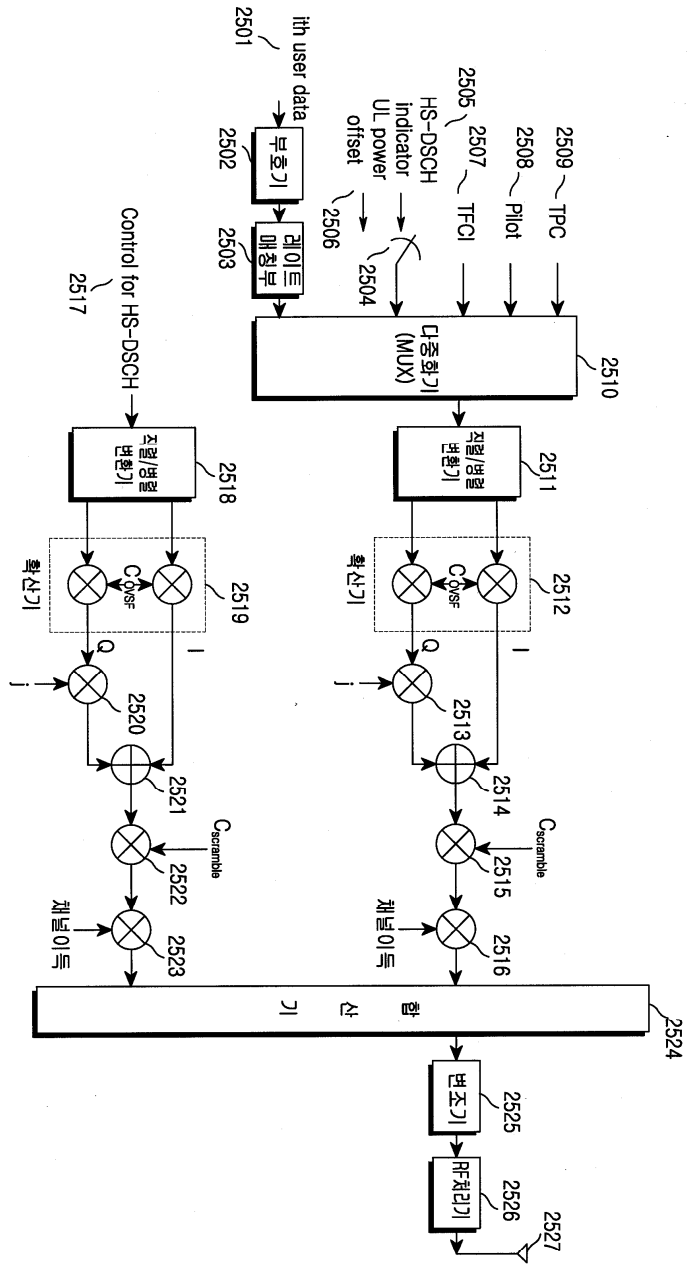 2509 TPC
2508 Pilot
2507 TFCI
2505 HS-DSCH
indicator
UL power
offset
2506
2504
2501
ith user data
부호기
2502
레이트
매칭부
2503
다중화기
(MUX)
2510
직렬/병렬
변환기
2511
C OVSF
확산기
2512
I
Q
j
2513
2514
Cscramble
2515
채널이득
2516
Control for HS-DSCH
2517
직렬/병렬
변환기
2518
C OVSF
확산기
2519
I
Q
j
2520
2521
Cscramble
2522
채널이득
2523
합 산 기
2524
변조기
2525
RF처리기
2526
2527